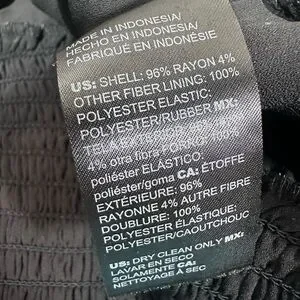 MADE IN INDONESIA/
HECHO EN INDONESIA/
FABRIQUÉ EN INDONÉSIE
US: SHELL: 96% RAYON 4%
OTHER FIBER LINING: 100%
POLYESTER ELASTIC:
POLYESTER/RUBBER MX:
TELA EXTERIOR: 96%
4% otra fibra FORRO: 100%
poliéster ELÁSTICO:
poliéster/goma CA: ÉTOFFE
EXTÉRIEURE: 96%
RAYONNE 4% AUTRE FIBRE
DOUBLURE: 100%
POLYESTER ÉLASTIQUE:
POLYESTER/CAOUTCHOUC
US: DRY CLEAN ONLY MX:
LAVAR EN SECO
SOLAMENTE CA:
NETTOYAGE À SEC